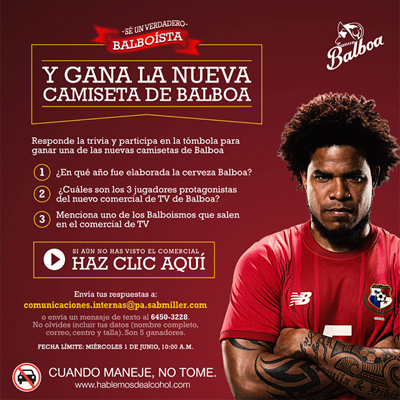 -SÉ UN VERDADERO-
BALBOÍSTA
Balboa
Y GANA LA NUEVA
CAMISETA DE BALBOA
Responde la trivia y participa en la tómbola para
ganar una de las nuevas camisetas de Balboa
1 ¿En qué año fue elaborada la cerveza Balboa?
2 ¿Cuáles son los 3 jugadores protagonistas
del nuevo comercial de TV de Balboa?
3 Menciona uno de los Balboismos que salen
en el comercial de TV
SI AÚN NO HAS VISTO EL COMERCIAL
HAZ CLIC AQUÍ
Envía tus respuestas a:
comunicaciones.internas@pa.sabmiller.com
o envía un mensaje de texto al 6450-3228.
No olvides incluir tus datos (nombre completo,
correo, centro y talla). Son 5 ganadores.
FECHA LÍMITE: MIÉRCOLES 1 DE JUNIO, 10:00 A.M.
CUANDO MANEJE, NO TOME.
www.hablemosdealcohol.com